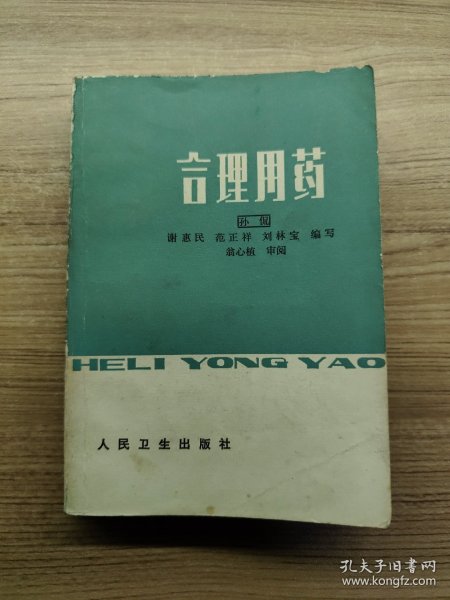 合理用药
孙侃
谢惠民 范正祥 刘林宝 编写
翁心植 审阅
HELI YONG YAO
人民卫生出版社
孔夫子旧书网
www.kongfz.com